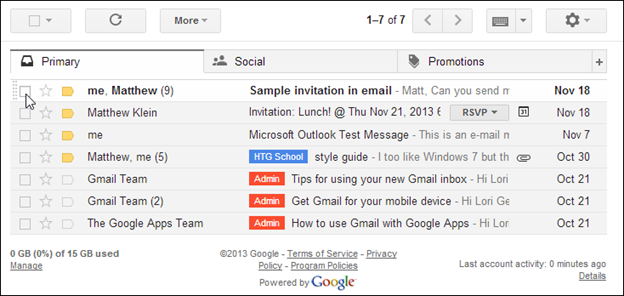 More 1–7 of 7
Primary Social Promotions +
me, Matthew (9) Sample invitation in email - Matt, Can you send m Nov 18
Matthew Klein Invitation: Lunch! @ Thu Nov 21, 2013 6 RSVP 31 Nov 18
me Microsoft Outlook Test Message - This is an e-mail m Nov 7
Matthew, me (5) HTG School style guide - I too like Windows 7 but th Oct 30
Gmail Team Admin Tips for using your new Gmail inbox - Hi Lori Oct 21
Gmail Team (2) Admin Get Gmail for your mobile device - Hi Lori Ge Oct 21
The Google Apps Team Admin How to use Gmail with Google Apps - Hi Lori Oct 21
0 GB (0%) of 15 GB used
Manage
©2013 Google - Terms of Service - Privacy
Policy - Program Policies
Powered by Google™
Last account activity: 0 minutes ago
Details